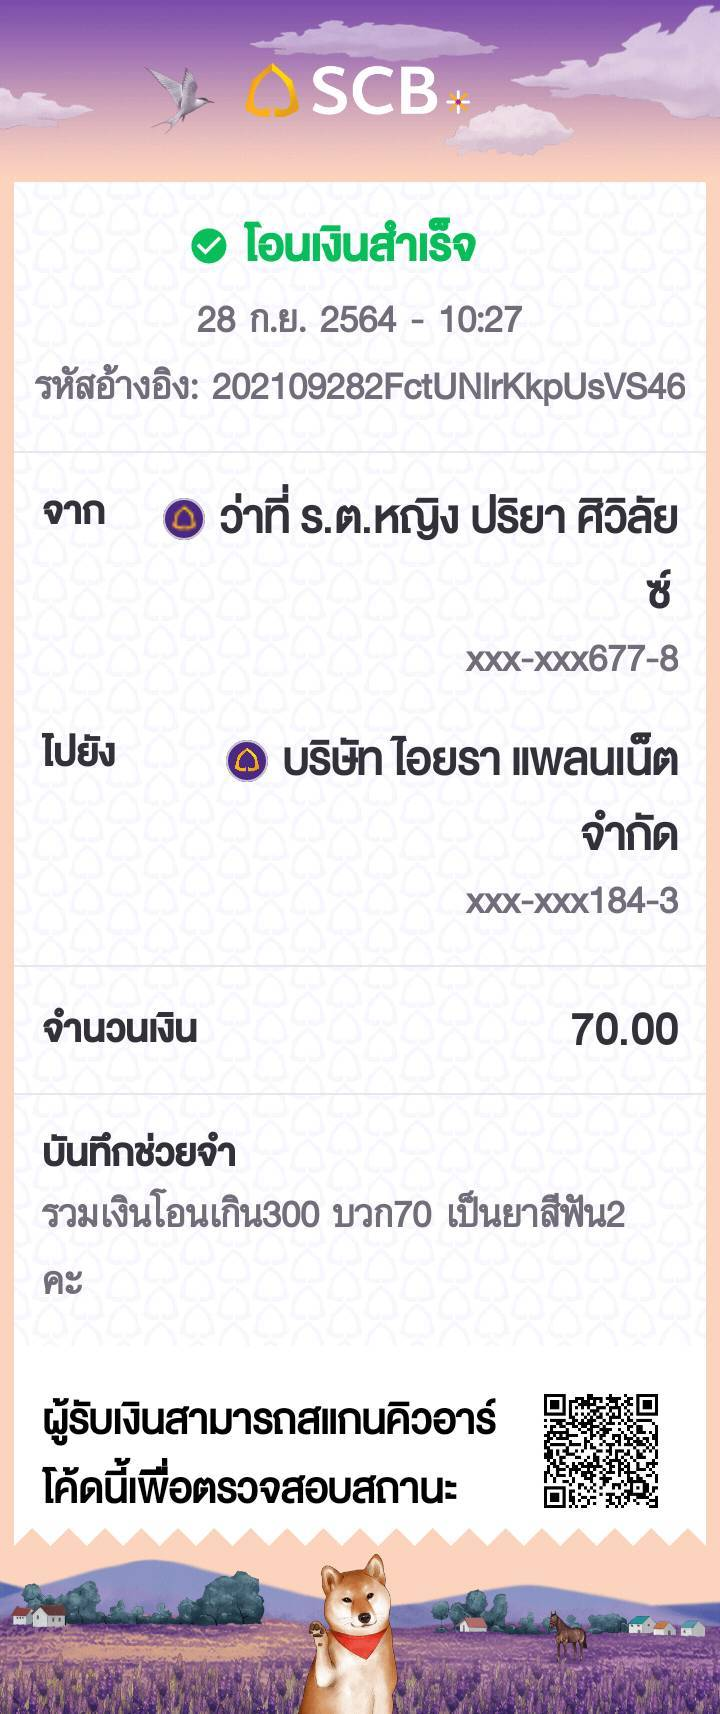 SCB
โอนเงินสำเร็จ
28 ก.ย. 2564 - 10:27
รหัสอ้างอิง: 202109282FctUNIrKkpUsVS46
จาก ว่าที่ ร.ต.หญิง ปริยา ศิวิลัย
ซ์
xxx-xxx677-8
ไปยัง บริษัท ไอยรา แพลนเน็ต
จำกัด
xxx-xxx184-3
จำนวนเงิน 70.00
บันทึกช่วยจำ
รวมเงินโอนเกิน300 บวก70 เป็นยาสีฟัน2
คะ
ผู้รับเงินสามารถสแกนคิวอาร์
โค้ดนี้เพื่อตรวจสอบสถานะ